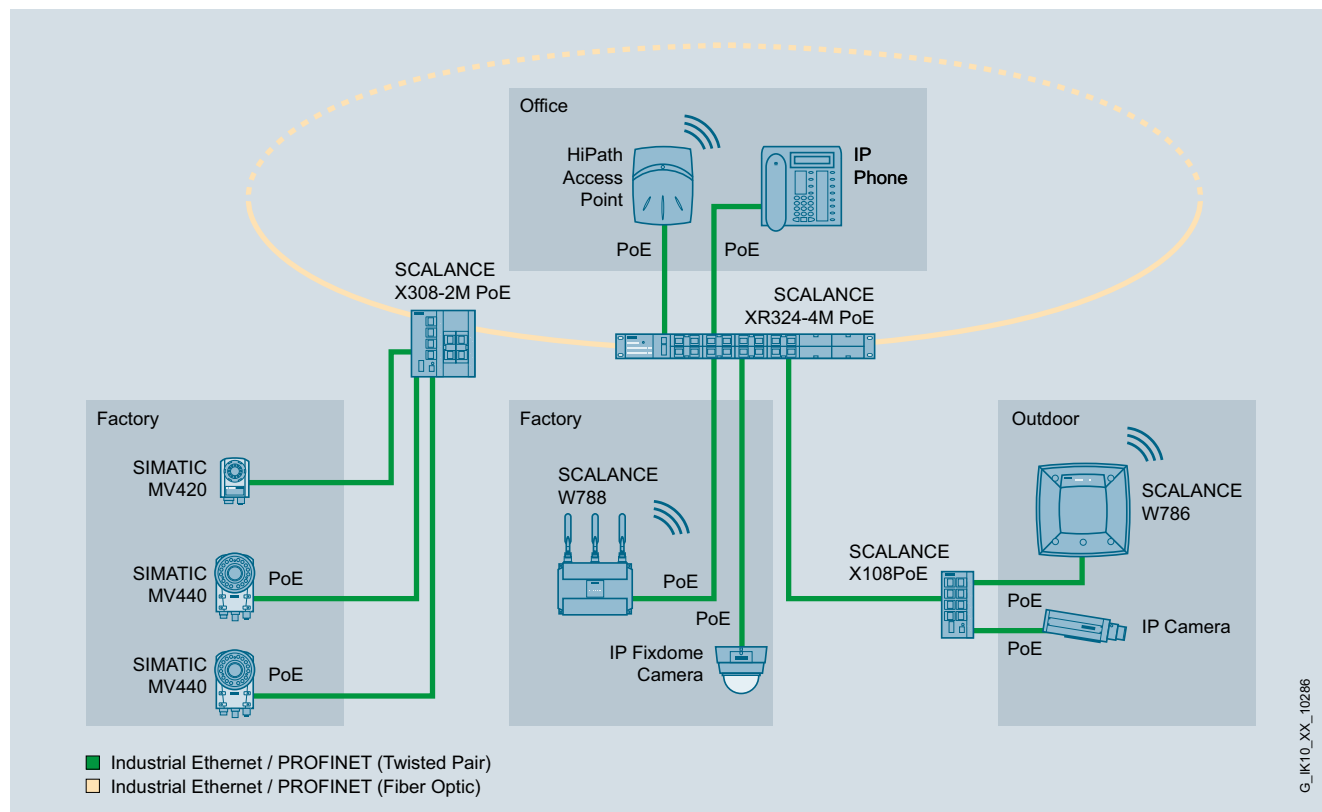 Office
HiPath
Access
Point
IP
Phone
PoE
PoE
SCALANCE
X308-2M PoE
SCALANCE
XR324-4M PoE
Factory
SIMATIC
MV420
SIMATIC
MV440
PoE
SIMATIC
MV440
PoE
Factory
SCALANCE
W788
PoE
PoE
IP Fixdome
Camera
Outdoor
SCALANCE
W786
SCALANCE
X108PoE
PoE
IP Camera
PoE
Industrial Ethernet / PROFINET (Twisted Pair)
Industrial Ethernet / PROFINET (Fiber Optic)
G_IK10_XX_10286